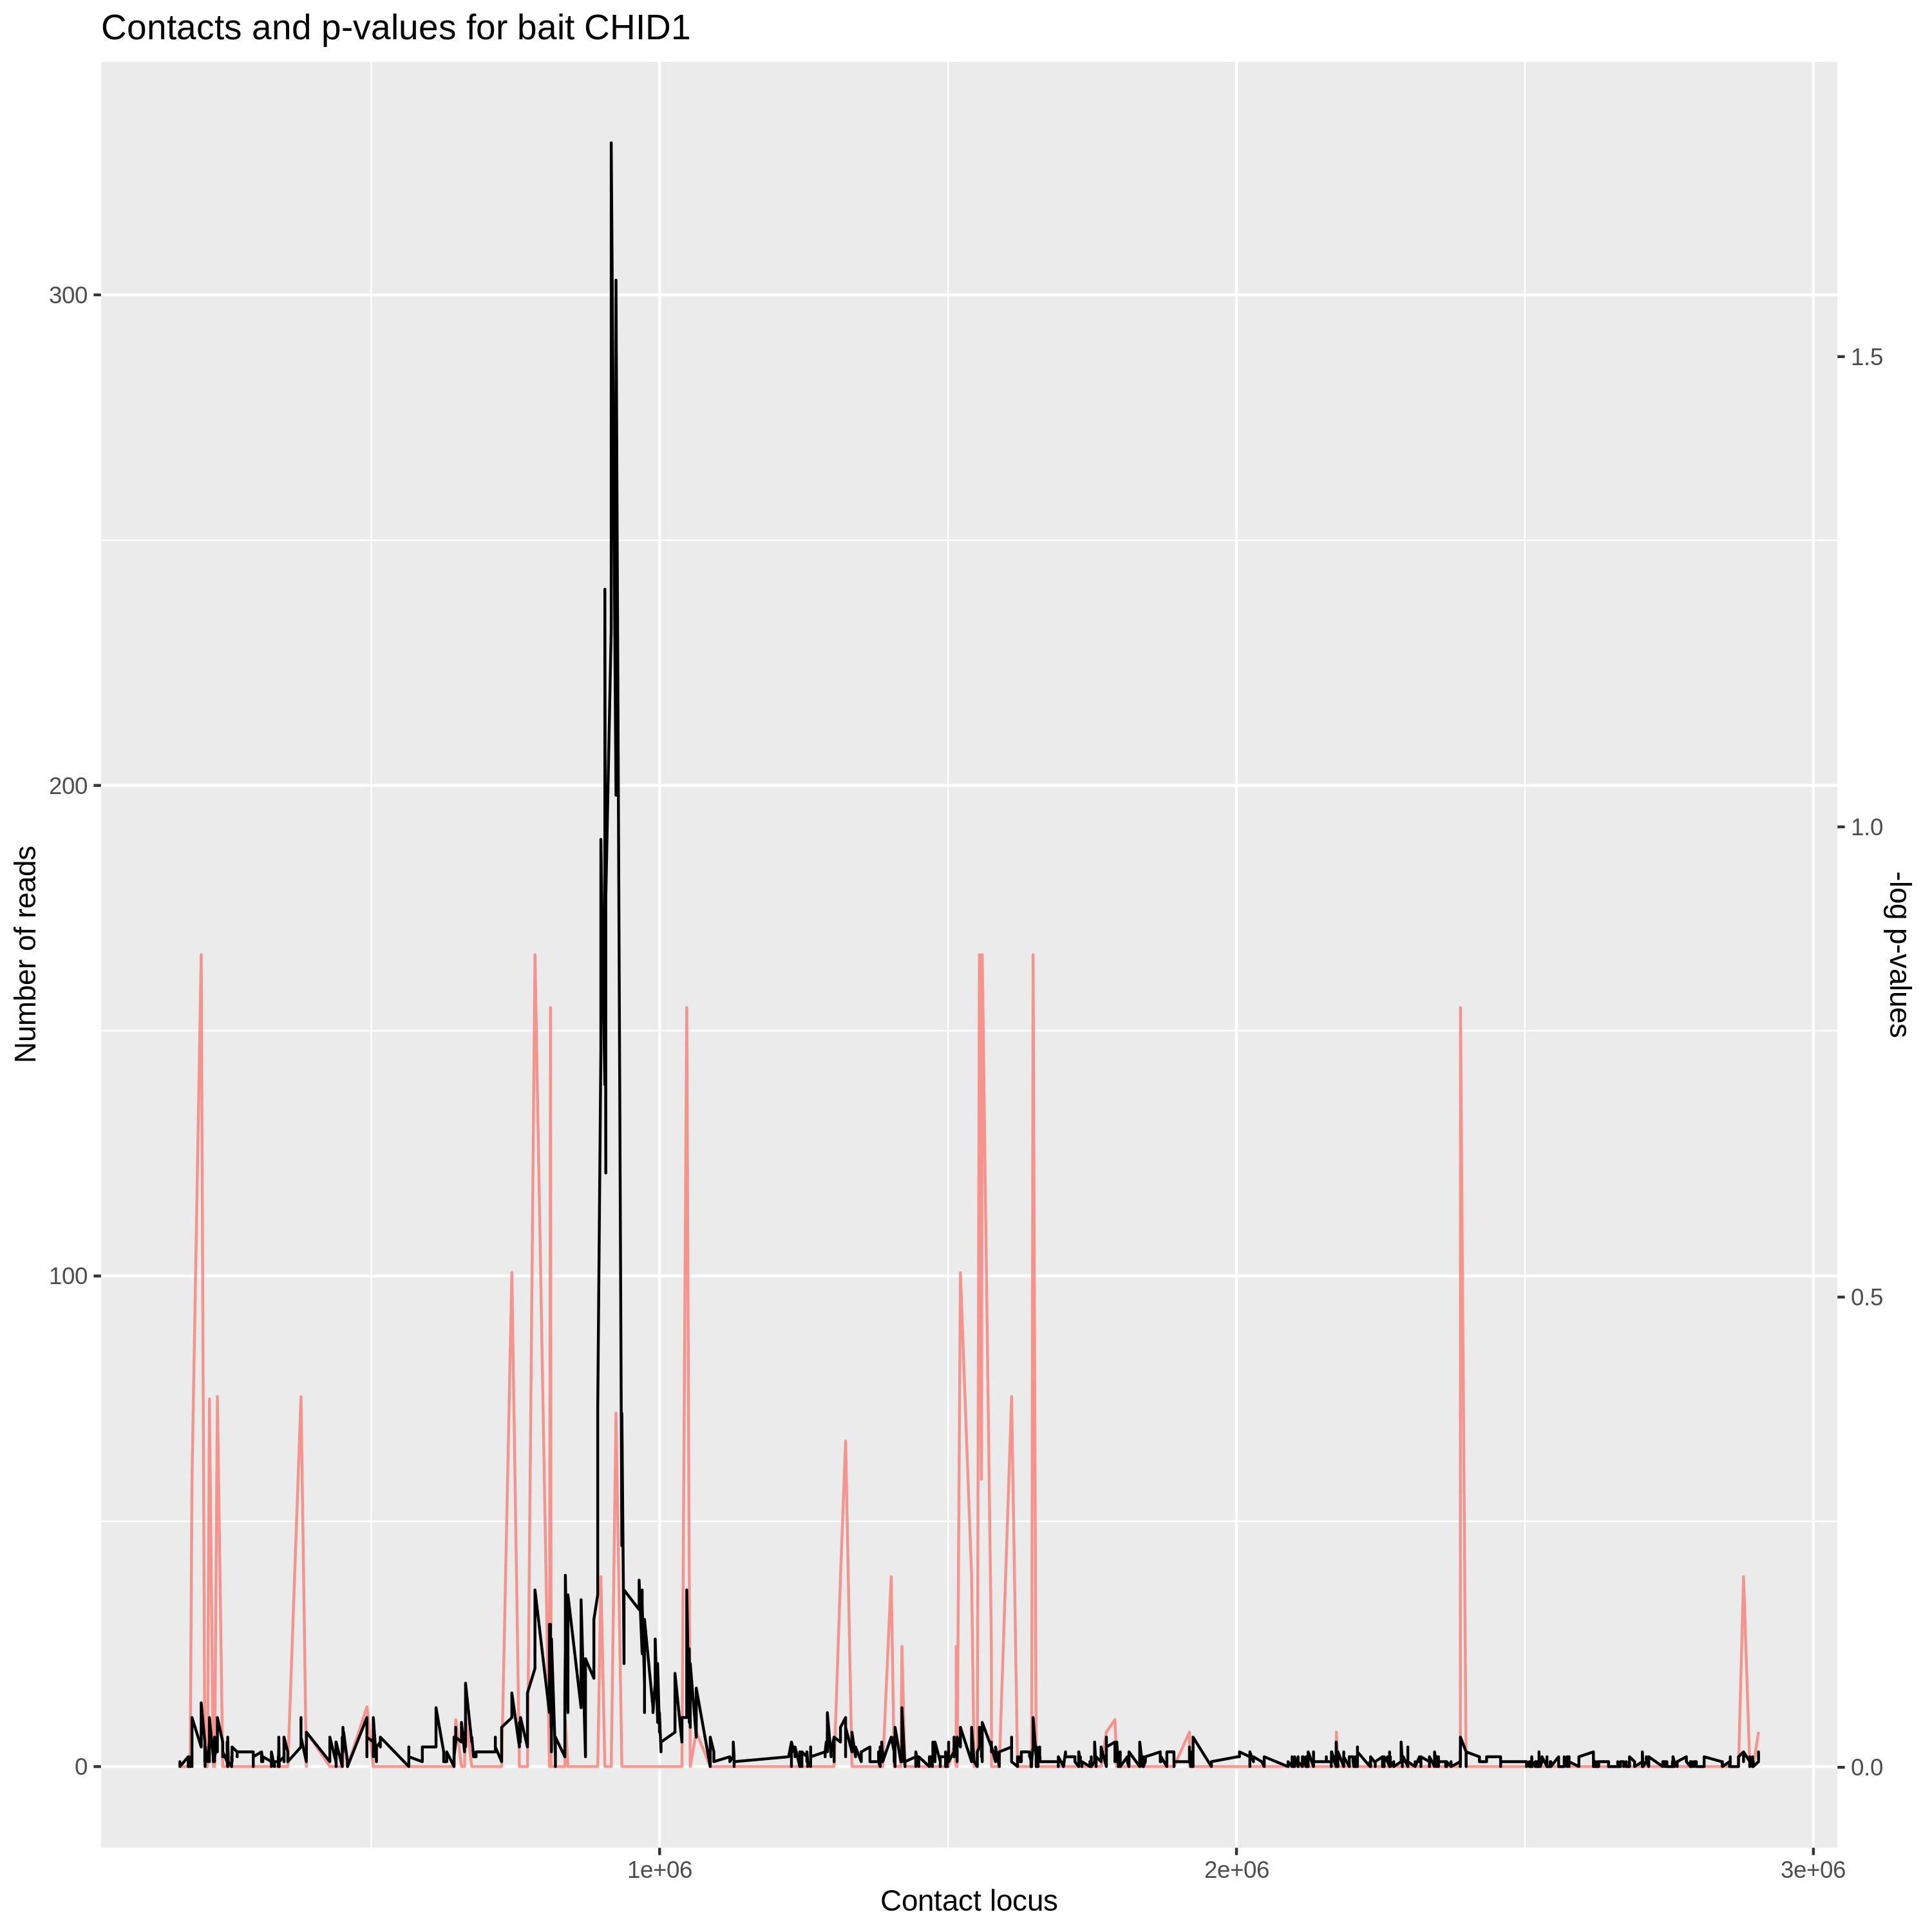 Contacts and p-values for bait CHID1
Number of reads
300
200
100
0
1.5
1.0
0.5
0.0
-log p-values
1e+06
2e+06
3e+06
Contact locus